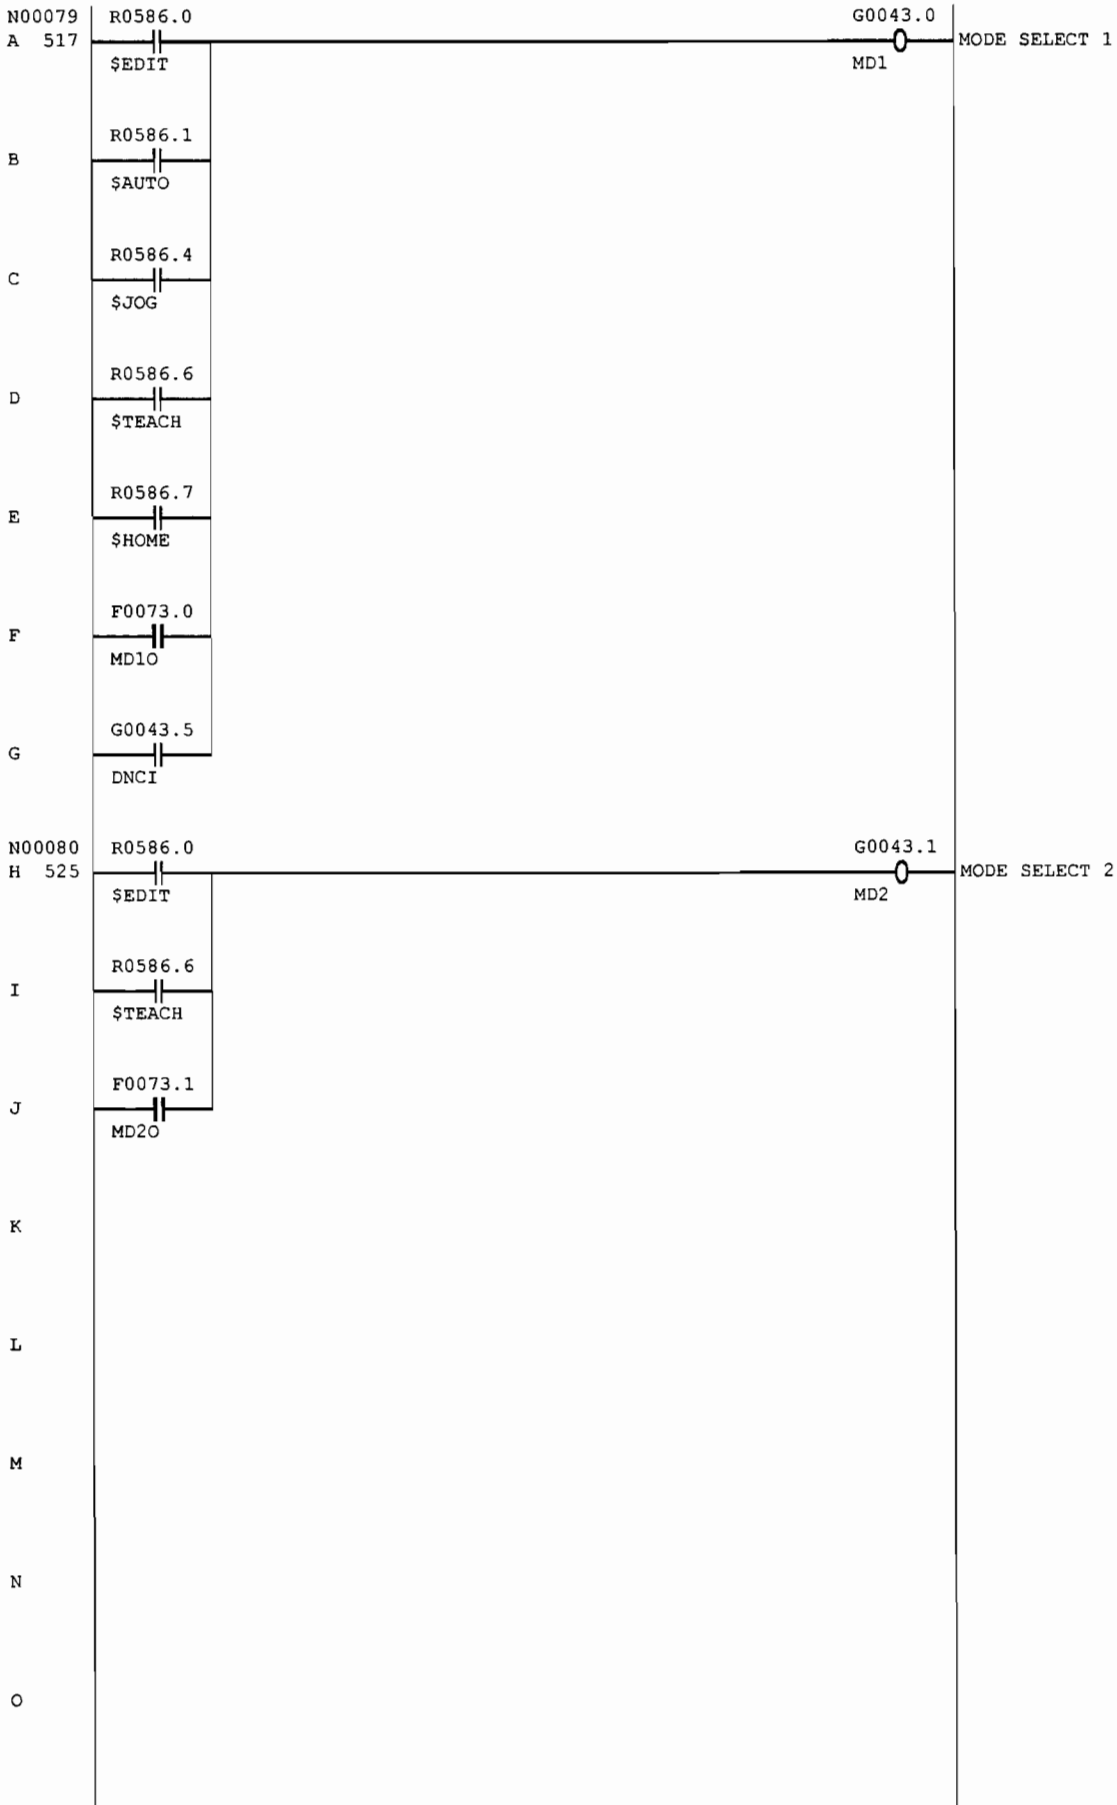 N00079 R0586.0 G0043.0
A 517 MODE SELECT 1
$EDIT MD1
R0586.1
B
$AUTO
R0586.4
C
$JOG
R0586.6
D
$TEACH
R0586.7
E
$HOME
F0073.0
F
MD1O
G0043.5
G
DNCI
N00080 R0586.0 G0043.1
H 525 MODE SELECT 2
$EDIT MD2
R0586.6
I
$TEACH
F0073.1
J
MD2O
K
L
M
N
O